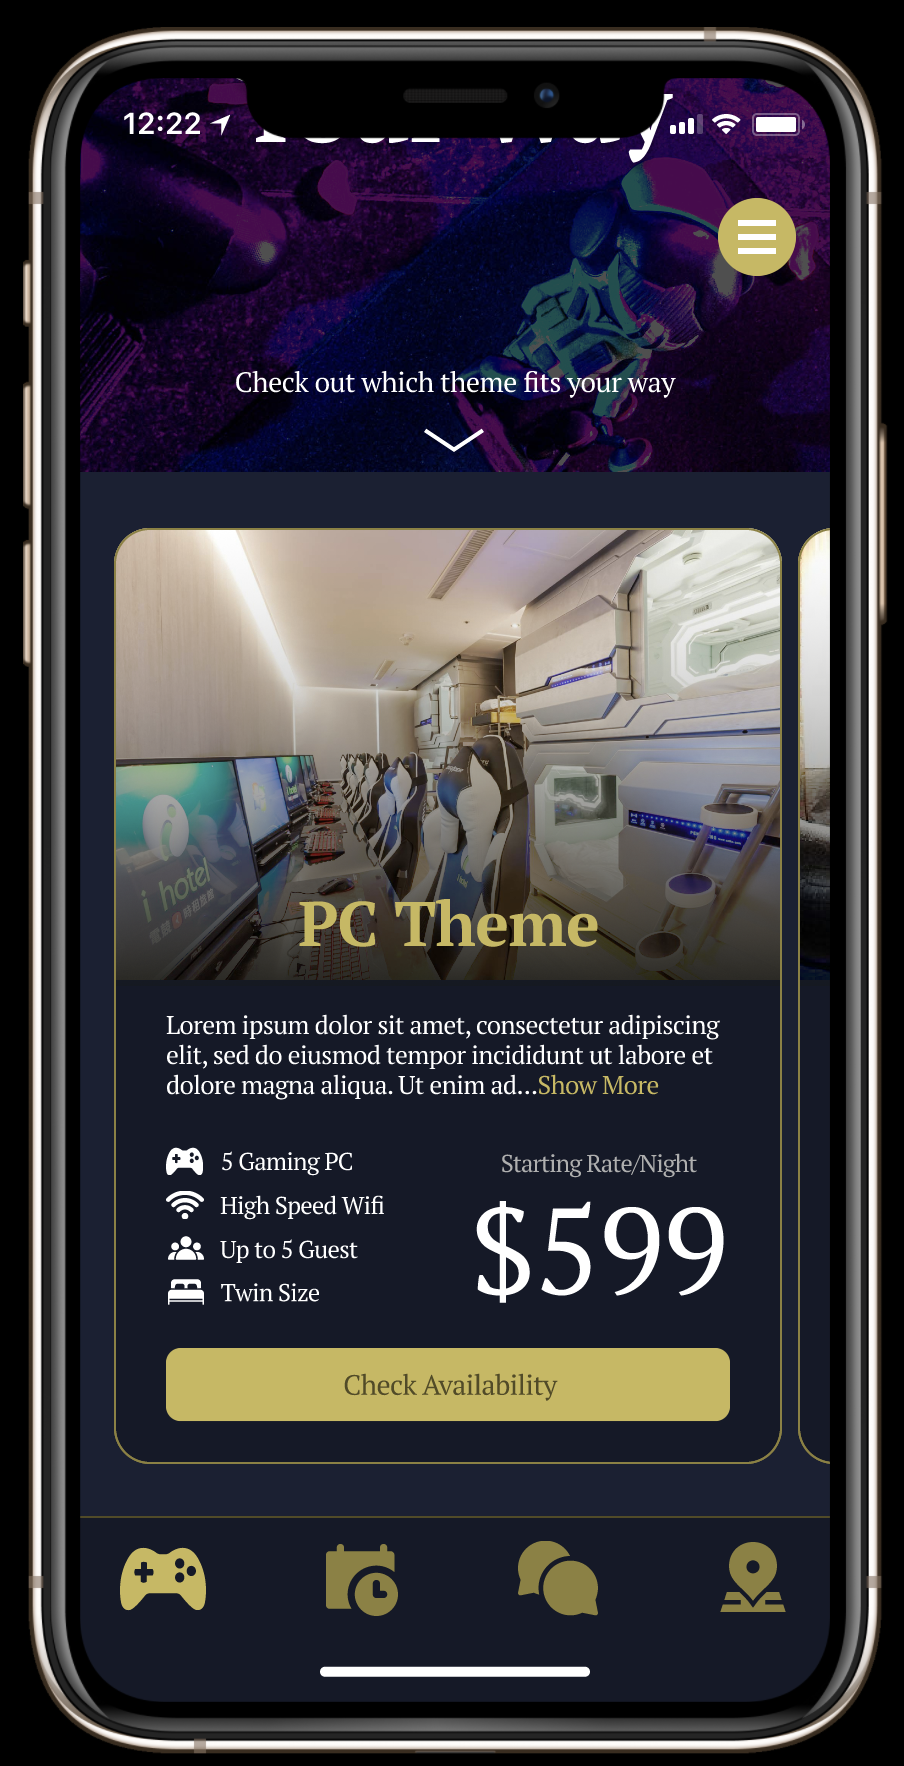 12:22
Check out which theme fits your way
i hotel
PC Theme
Lorem ipsum dolor sit amet, consectetur adipiscing
elit, sed do eiusmod tempor incididunt ut labore et
dolore magna aliqua. Ut enim ad...Show More
5 Gaming PC
High Speed Wifi
Up to 5 Guest
Twin Size
Starting Rate/Night
$599
Check Availability